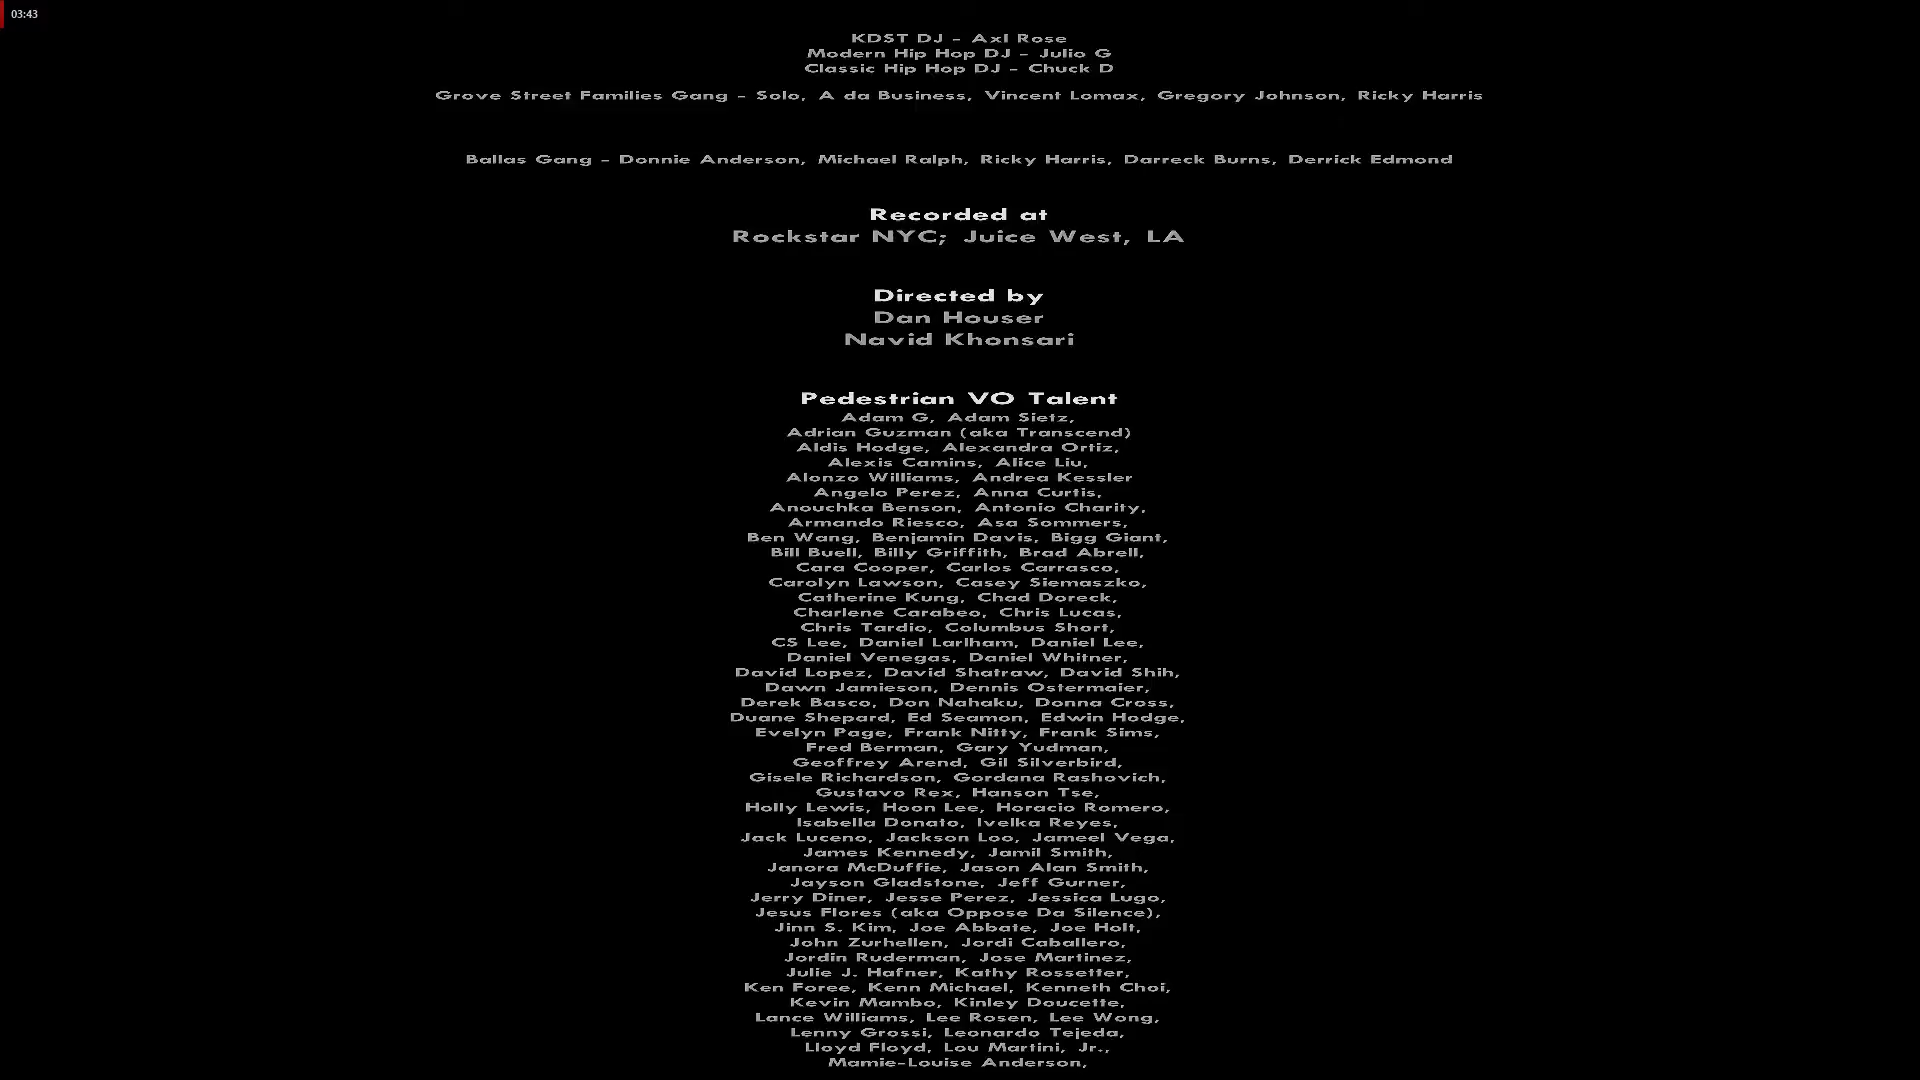 03:43
KDST DJ - Axl Rose
Modern Hip Hop DJ - Julio G
Classic Hip Hop DJ - Chuck D
Grove Street Families Gang - Solo, A da Business, Vincent Lomax, Gregory Johnson, Ricky Harris
Ballas Gang - Donnie Anderson, Michael Ralph, Ricky Harris, Darreck Burns, Derrick Edmond
Recorded at
Rockstar NYC; Juice West, LA
Directed by
Dan Houser
Navid Khonsari
Pedestrian VO Talent
Adam G, Adam Sietz,
Adrian Guzman (aka Transcend)
Aldis Hodge, Alexandra Ortiz,
Alexis Camins, Alice Liu,
Alonzo Williams, Andrea Kessler
Angelo Perez, Anna Curtis,
Anouchka Benson, Antonio Charity,
Armando Riesco, Asa Sommers,
Ben Wang, Benjamin Davis, Bigg Giant,
Bill Buell, Billy Griffith, Brad Abrell,
Cara Cooper, Carlos Carrasco,
Carolyn Lawson, Casey Siemaszko,
Catherine Kung, Chad Doreck,
Charlene Carabeo, Chris Lucas,
Chris Tardio, Columbus Short,
CS Lee, Daniel Larlham, Daniel Lee,
Daniel Venegas, Daniel Whitner,
David Lopez, David Shatraw, David Shih,
Dawn Jamieson, Dennis Ostermaier,
Derek Basco, Don Nahaku, Donna Cross,
Duane Shepard, Ed Seamon, Edwin Hodge,
Evelyn Page, Frank Nitty, Frank Sims,
Fred Berman, Gary Yudman,
Geoffrey Arend, Gil Silverbird,
Gisele Richardson, Gordana Rashovich,
Gustavo Rex, Hanson Tse,
Holly Lewis, Hoon Lee, Horacio Romero,
Isabella Donato, Ivelka Reyes,
Jack Luceno, Jackson Loo, Jameel Vega,
James Kennedy, Jamil Smith,
Janora McDuffie, Jason Alan Smith,
Jayson Gladstone, Jeff Gurner,
Jerry Diner, Jesse Perez, Jessica Lugo,
Jesus Flores (aka Oppose Da Silence),
Jinn S. Kim, Joe Abbate, Joe Holt,
John Zurhellen, Jordi Caballero,
Jordin Ruderman, Jose Martinez,
Julie J. Hafner, Kathy Rossetter,
Ken Foree, Kenn Michael, Kenneth Choi,
Kevin Mambo, Kinley Doucette,
Lance Williams, Lee Rosen, Lee Wong,
Lenny Grossi, Leonardo Tejeda,
Lloyd Floyd, Lou Martini, Jr.,
Mamie-Louise Anderson,